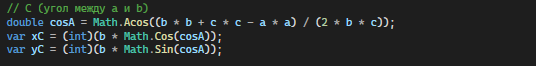 // C (угол между a и b)
double cosA = Math.Acos((b * b + c * c - a * a) / (2 * b * c));
var xC = (int)(b * Math.Cos(cosA));
var yC = (int)(b * Math.Sin(cosA));